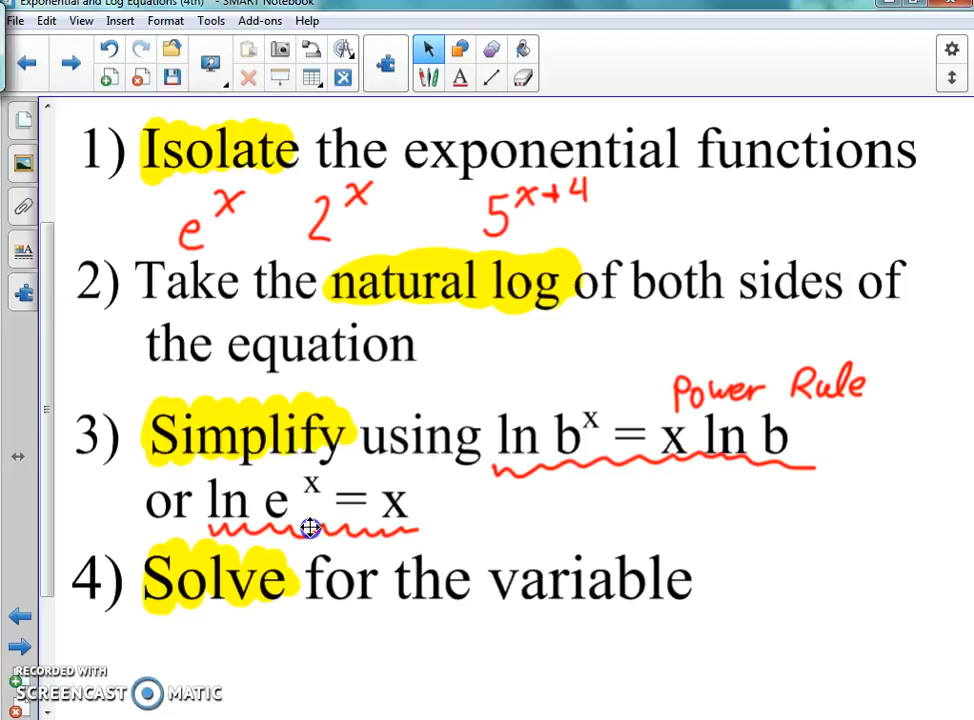 Exponential and Log Equations (4th) - SMART Notebook
File Edit View Insert Format Tools Add-ons Help
1) Isolate the exponential functions
e^x 2^x 5^x+4
2) Take the natural log of both sides of
the equation
Power Rule
3) Simplify using ln b^x = x ln b
or ln e^x = x
4) Solve for the variable
RECORDED WITH
SCREENCAST MATIC